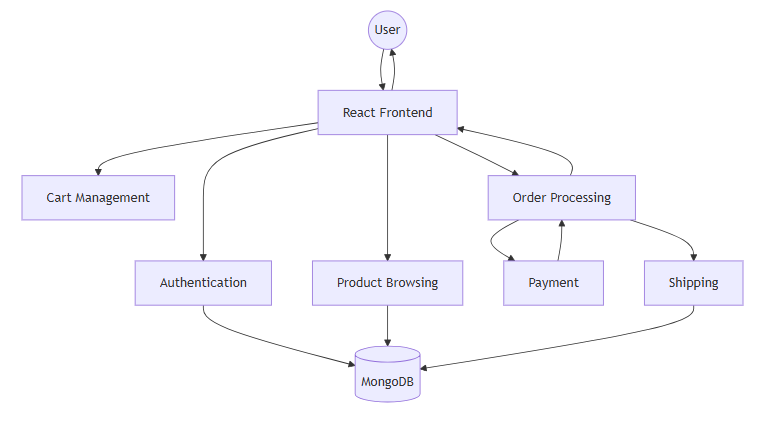 User
React Frontend
Cart Management
Order Processing
Authentication
Product Browsing
Payment
Shipping
MongoDB